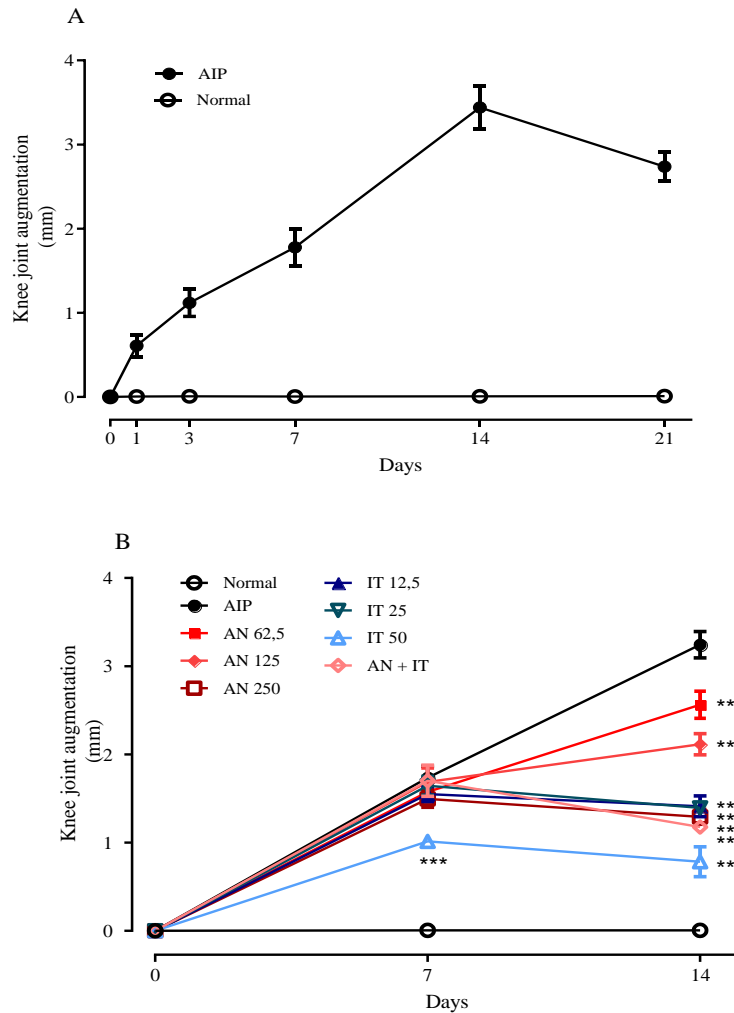 A
4
AIP
Normal
3
2
1
0
Knee joint augmentation
(mm)
0 1 3 7 14 21
Days
B
4
Normal
AIP
AN 62,5
AN 125
AN 250
IT 12,5
IT 25
IT 50
AN + IT
3
2
1
0
Knee joint augmentation
(mm)
***
**
**
**
**
**
**
**
0 7 14
Days